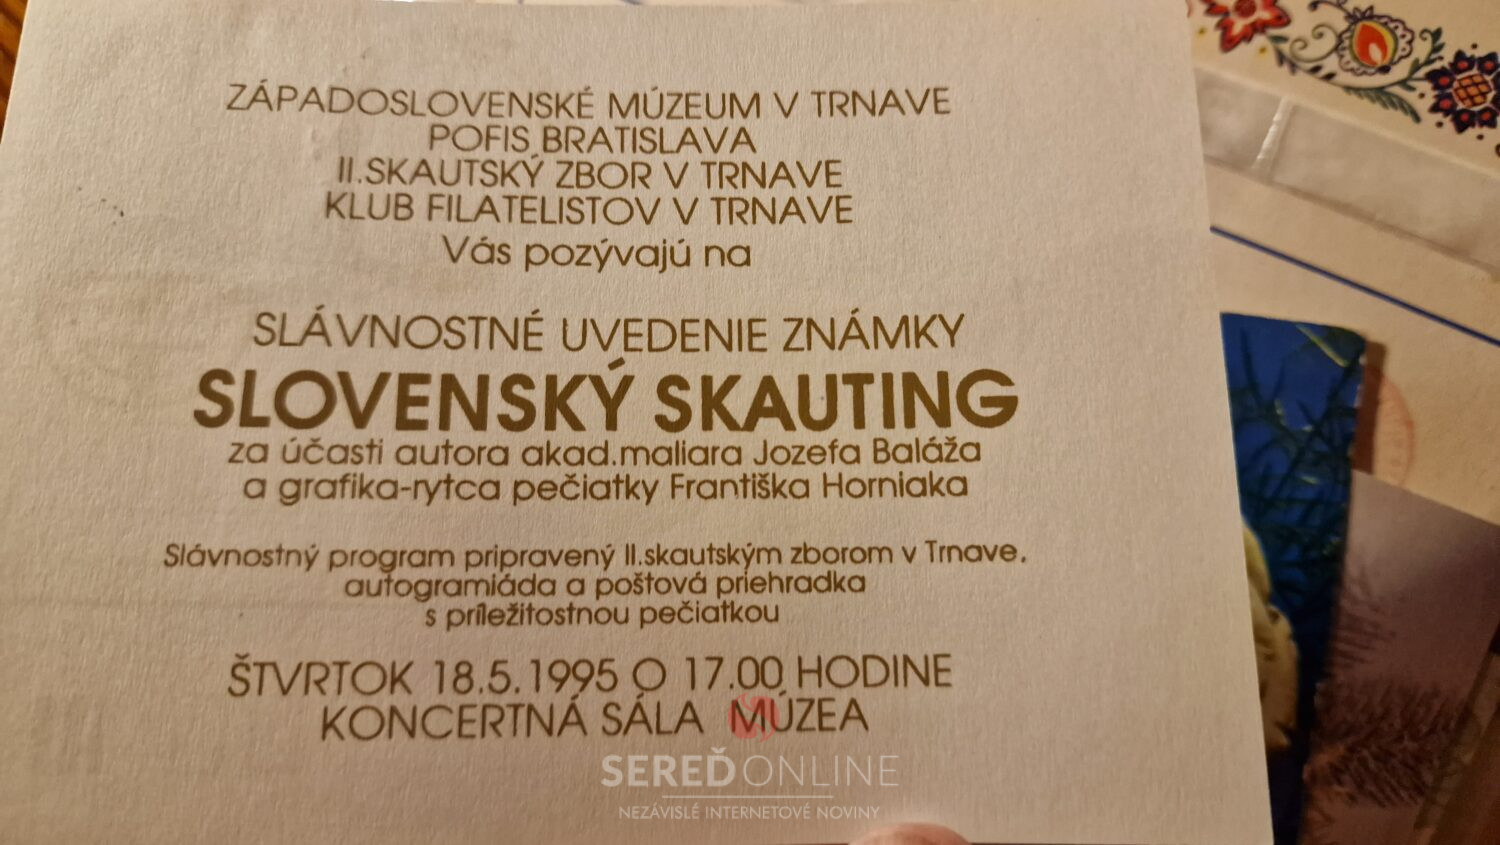 ZÁPADOSLOVENSKÉ MÚZEUM V TRNAVE
POFIS BRATISLAVA
II.SKAUTSKÝ ZBOR V TRNAVE
KLUB FILATELISTOV V TRNAVE
Vás pozývajú na
SLÁVNOSTNÉ UVEDENIE ZNÁMKY
SLOVENSKÝ SKAUTING
za účasti autora akad.maliara Jozefa Baláža
a grafika-rytca pečiatky Františka Horniaka
Slávnostný program pripravený II.skautským zborom v Trnave,
autogramiáda a poštová priehradka
s príležitostnou pečiatkou
ŠTVRTOK 18.5.1995 O 17.00 HODINE
KONCERTNÁ SÁLA MÚZEA
SEREĎONLINE
NEZÁVISLÉ INTERNETOVÉ NOVINY